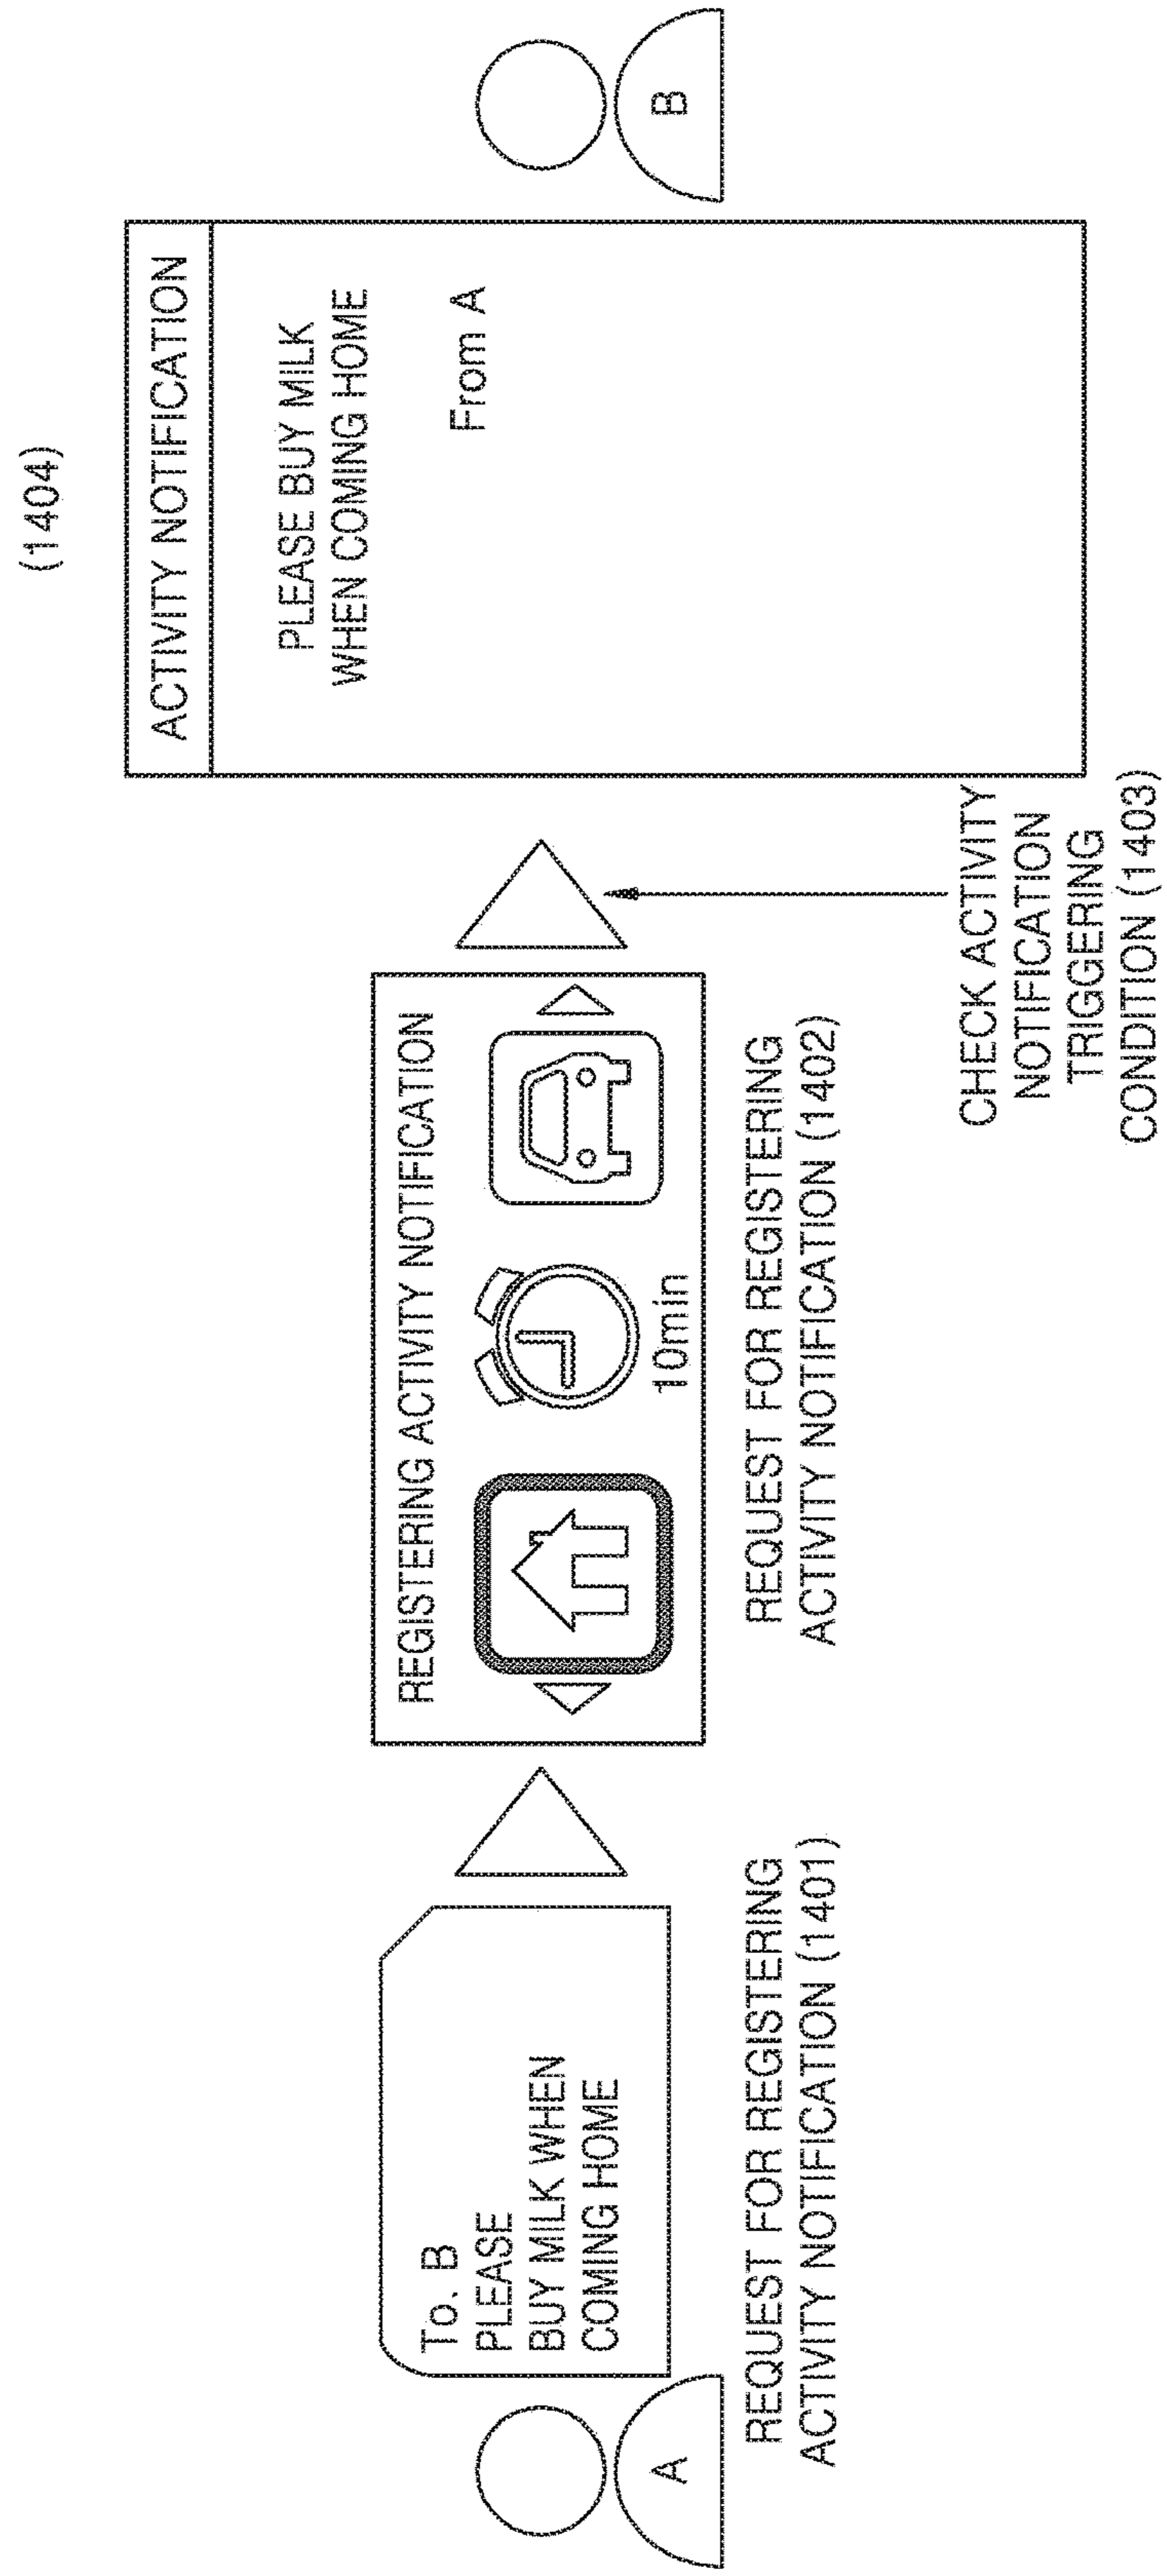 To. B
PLEASE
BUY MILK WHEN
COMING HOME
A
REQUEST FOR REGISTERING
ACTIVITY NOTIFICATION (1401)
REGISTERING ACTIVITY NOTIFICATION
10min
REQUEST FOR REGISTERING
ACTIVITY NOTIFICATION (1402)
CHECK ACTIVITY
NOTIFICATION
TRIGGERING
CONDITION (1403)
(1404)
ACTIVITY NOTIFICATION
PLEASE BUY MILK
WHEN COMING HOME
From A
B